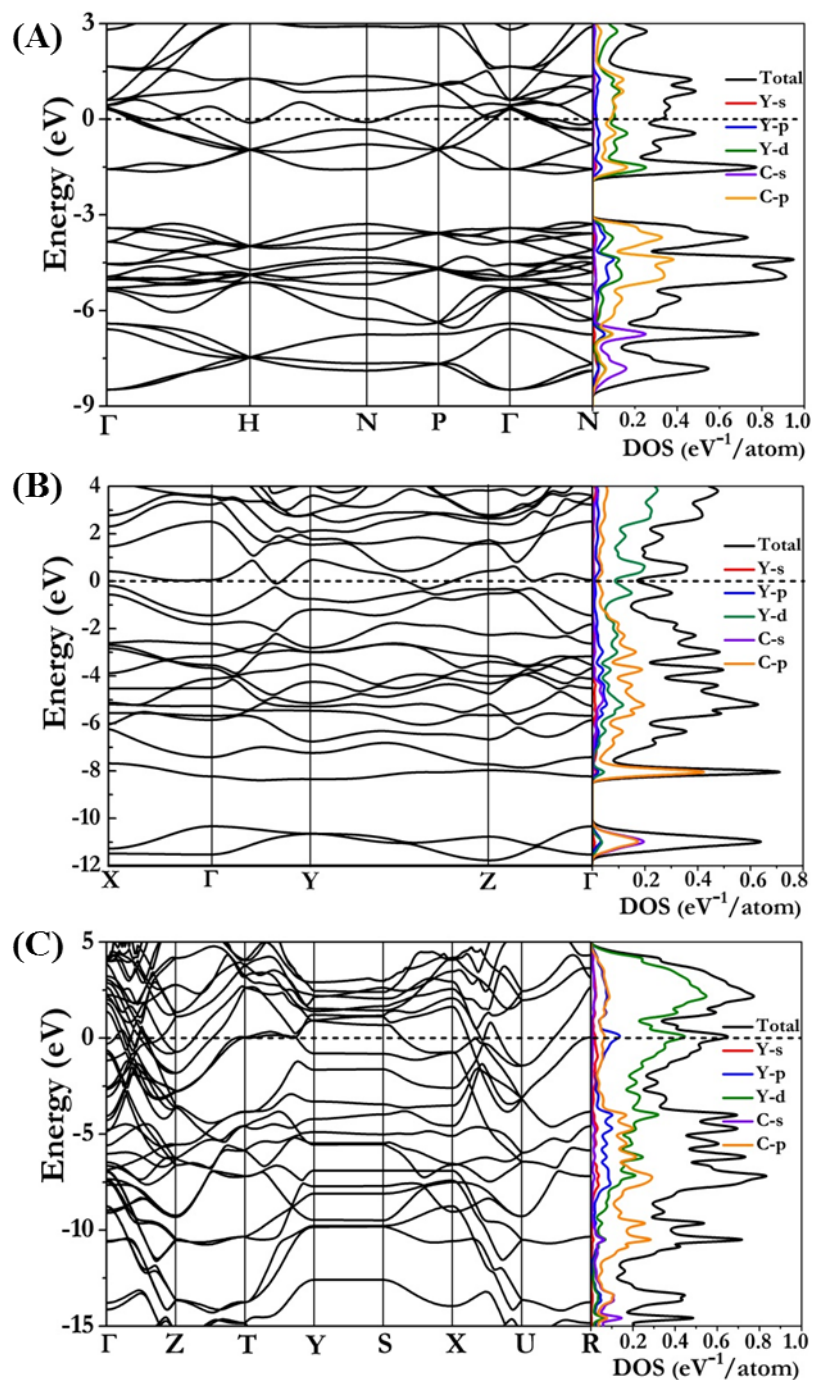 (A)
3
0
-3
-6
-9
Energy (eV)
Γ H N P Γ N
Total
Y-s
Y-p
Y-d
C-s
C-p
0.2 0.4 0.6 0.8 1.0
DOS (eV⁻¹/atom)
(B)
4
2
0
-2
-4
-6
-8
-10
-12
Energy (eV)
X Γ Y Z Γ
Total
Y-s
Y-p
Y-d
C-s
C-p
0.2 0.4 0.6 0.8
DOS (eV⁻¹/atom)
(C)
5
0
-5
-10
-15
Energy (eV)
Γ Z T Y S X U R
Total
Y-s
Y-p
Y-d
C-s
C-p
0.2 0.4 0.6 0.8 1.0
DOS (eV⁻¹/atom)